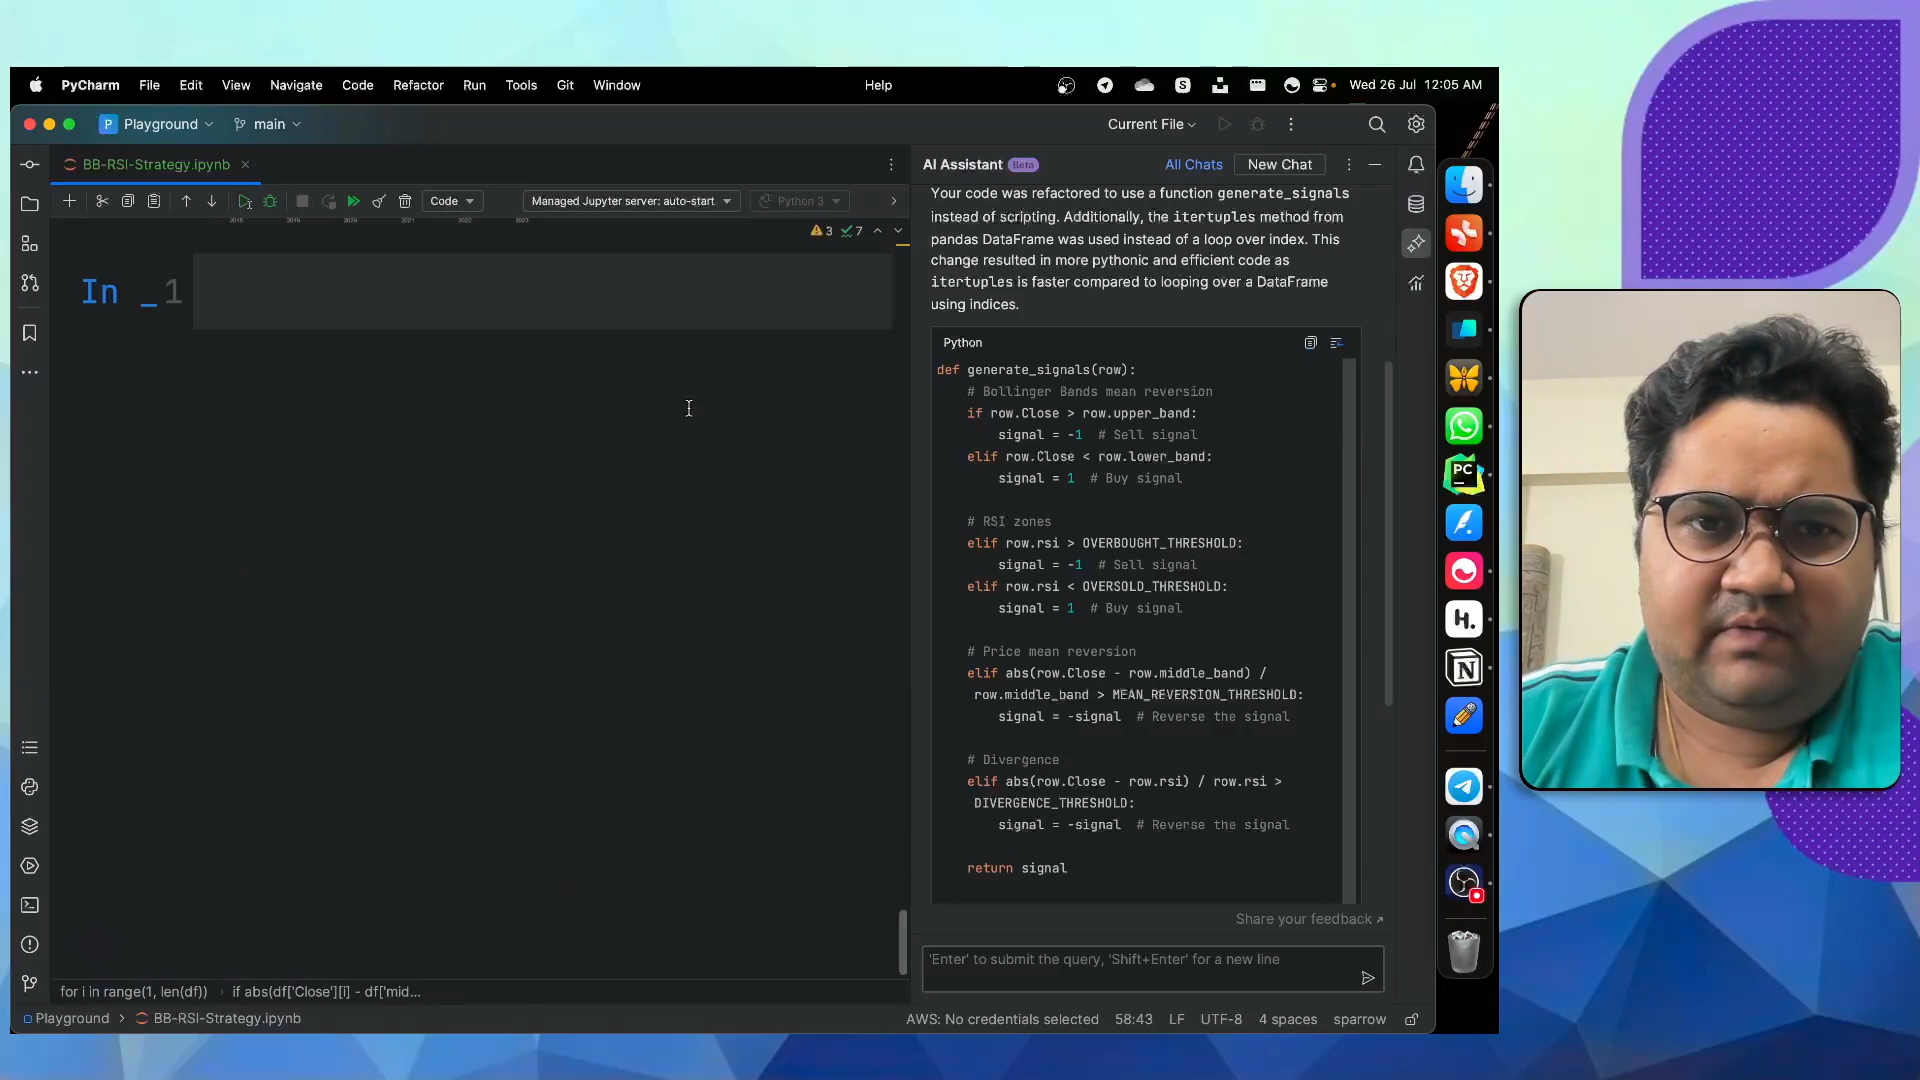 PyCharm File Edit View Navigate Code Refactor Run Tools Git Window Help S Wed 26 Jul 12:05 AM
P Playground main Current File
BB-RSI-Strategy.ipynb AI Assistant Beta All Chats New Chat
Code Managed Jupyter server: auto-start Python 3
2015 2019 2020 2021 2022 2023
3 7
In _1
Your code was refactored to use a function generate_signals
instead of scripting. Additionally, the itertuples method from
pandas DataFrame was used instead of a loop over index. This
change resulted in more pythonic and efficient code as
itertuples is faster compared to looping over a DataFrame
using indices.
Python
def generate_signals(row):
# Bollinger Bands mean reversion
if row.Close > row.upper_band:
signal = -1 # Sell signal
elif row.Close < row.lower_band:
signal = 1 # Buy signal
# RSI zones
elif row.rsi > OVERBOUGHT_THRESHOLD:
signal = -1 # Sell signal
elif row.rsi < OVERSOLD_THRESHOLD:
signal = 1 # Buy signal
# Price mean reversion
elif abs(row.Close - row.middle_band) /
row.middle_band > MEAN_REVERSION_THRESHOLD:
signal = -signal # Reverse the signal
# Divergence
elif abs(row.Close - row.rsi) / row.rsi >
DIVERGENCE_THRESHOLD:
signal = -signal # Reverse the signal
return signal
Share your feedback
'Enter' to submit the query, 'Shift+Enter' for a new line
for i in range(1, len(df)) › if abs(df['Close'][i] - df['mid...
Playground › BB-RSI-Strategy.ipynb AWS: No credentials selected 58:43 LF UTF-8 4 spaces sparrow
PC
h.
N